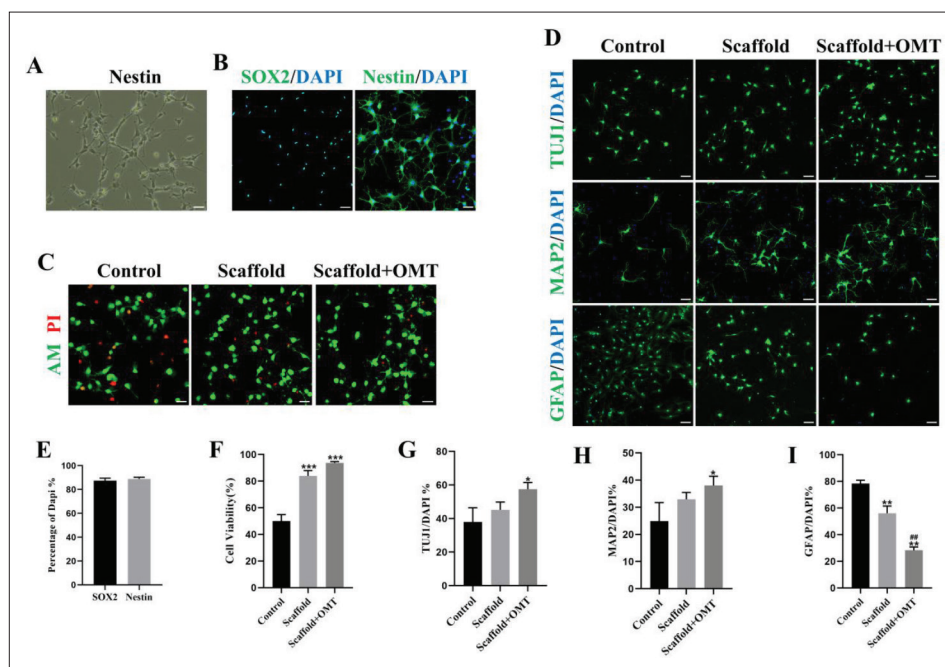 A
Nestin
B
SOX2/DAPI
Nestin/DAPI
C
Control
Scaffold
Scaffold+OMT
AM PI
D
Control
Scaffold
Scaffold+OMT
TUJ1/DAPI
MAP2/DAPI
GFAP/DAPI
E
Percentage of Dapi %
100
80
60
40
20
0
SOX2
Nestin
F
Cell Viability(%)
100
80
60
40
20
0
***
***
Control
Scaffold
Scaffold+OMT
G
TUJ1/DAPI %
80
60
40
20
0
*
Control
Scaffold
Scaffold+OMT
H
MAP2/DAPI%
50
40
30
20
10
0
*
Control
Scaffold
Scaffold+OMT
I
GFAP/DAPI%
100
80
60
40
20
0
**
##
**
Control
Scaffold
Scaffold+OMT